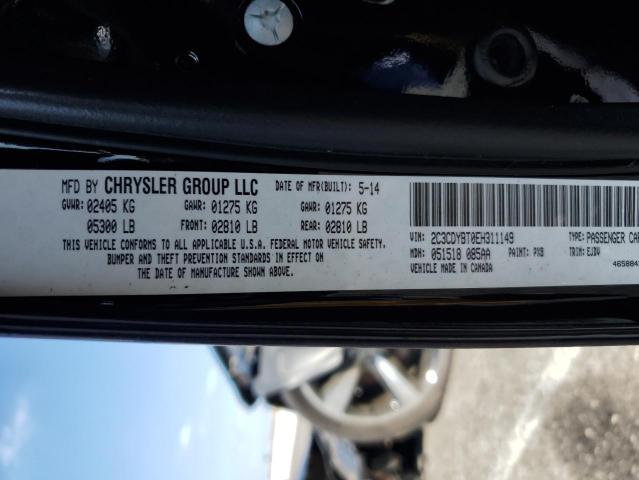 MFD BY CHRYSLER GROUP LLC DATE OF MFR(BUILT): 5-14
GVWR: 02405 KG GAWR: 01275 KG GAWR: 01275 KG
05300 LB FRONT: 02810 LB REAR: 02810 LB
THIS VEHICLE CONFORMS TO ALL APPLICABLE U.S.A. FEDERAL MOTOR VEHICLE SAFETY,
BUMPER AND THEFT PREVENTION STANDARDS IN EFFECT ON
THE DATE OF MANUFACTURE SHOWN ABOVE.
VIN: 2C3CDYBT0EH311149 TYPE: PASSENGER CAR
MDH: 051518 085AA PAINT: PX8 TRIM: EJDV
VEHICLE MADE IN CANADA